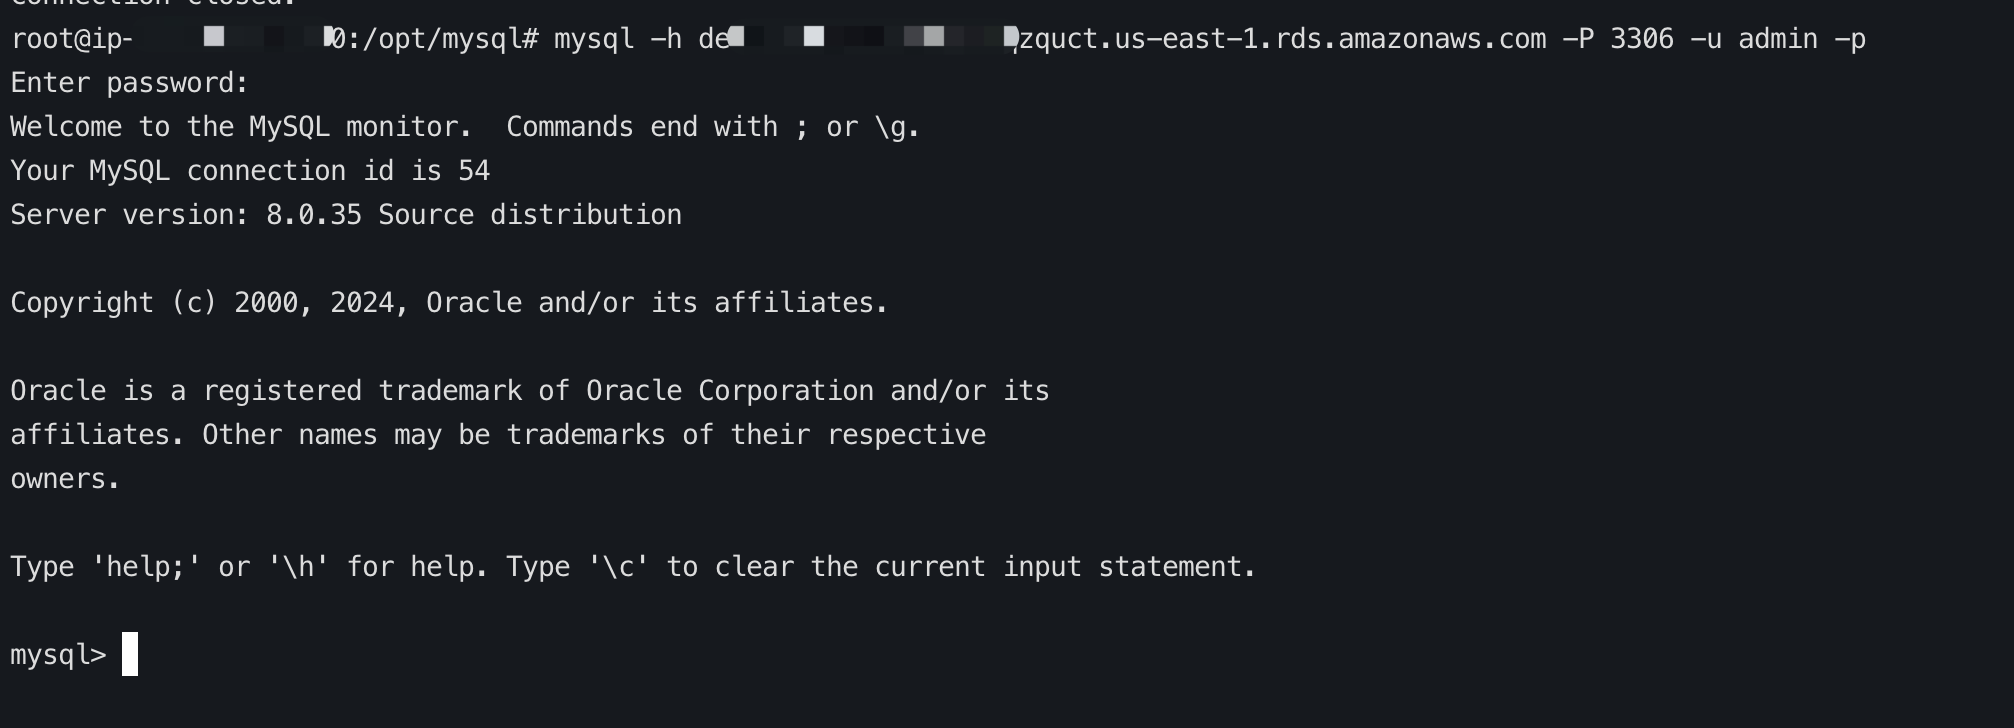 connection closed.
root@ip- 0:/opt/mysql# mysql -h de zquct.us-east-1.rds.amazonaws.com -P 3306 -u admin -p
Enter password:
Welcome to the MySQL monitor.  Commands end with ; or \g.
Your MySQL connection id is 54
Server version: 8.0.35 Source distribution
Copyright (c) 2000, 2024, Oracle and/or its affiliates.
Oracle is a registered trademark of Oracle Corporation and/or its
affiliates. Other names may be trademarks of their respective
owners.
Type 'help;' or '\h' for help. Type '\c' to clear the current input statement.
mysql>